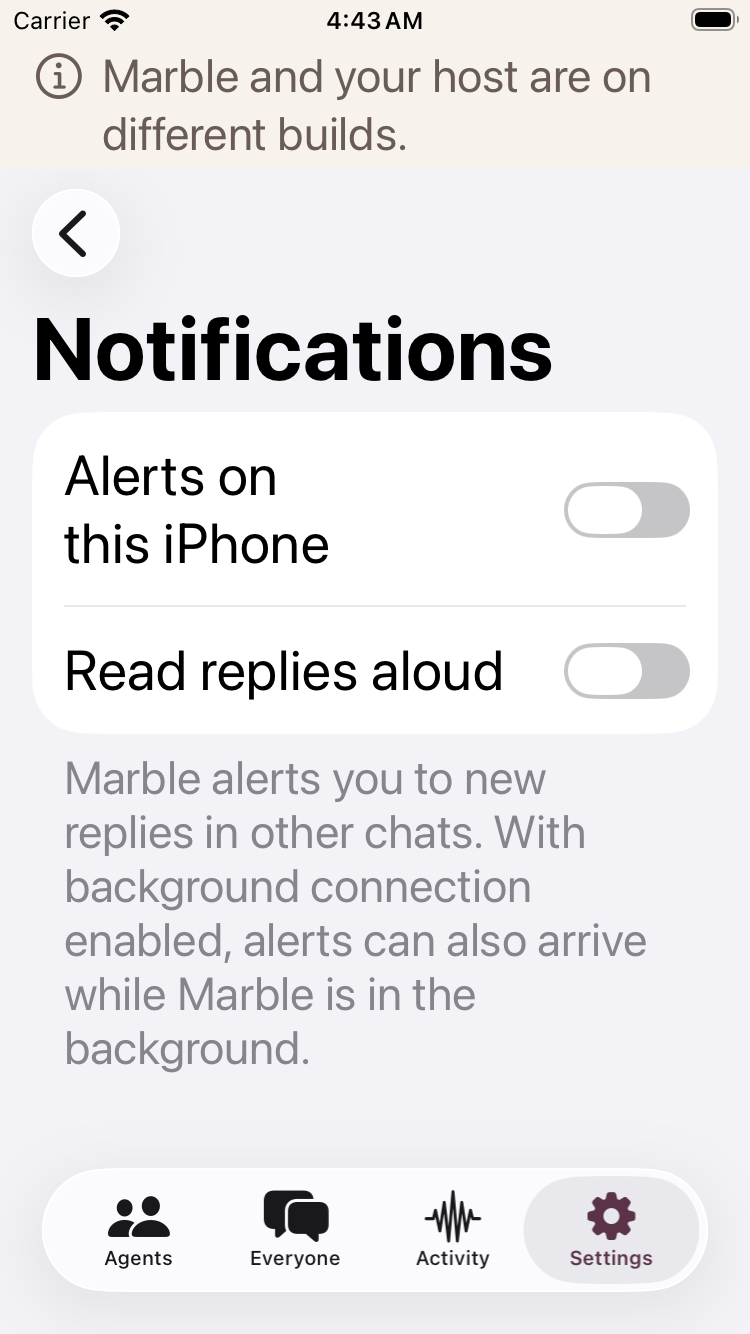 Carrier 4:43 AM
Marble and your host are on
different builds.
Notifications
Alerts on
this iPhone
Read replies aloud
Marble alerts you to new
replies in other chats. With
background connection
enabled, alerts can also arrive
while Marble is in the
background.
Agents Everyone Activity Settings